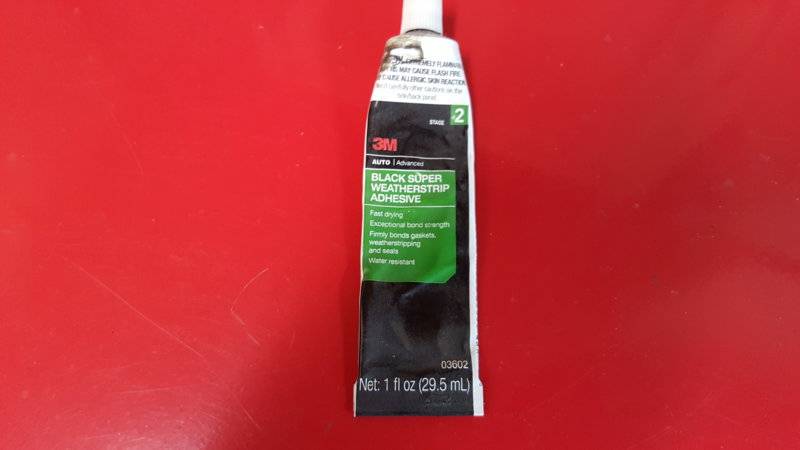 EXTREMELY FLAMMABLE
MAY CAUSE FLASH FIRE
CAUSE ALLERGIC SKIN REACTION
carefully other cautions on the
side/back panel
STAGE 2
3M
AUTO | Advanced
BLACK SUPER
WEATHERSTRIP
ADHESIVE
Fast drying
Exceptional bond strength
Firmly bonds gaskets,
weatherstripping
and seals
Water resistant
03602
Net: 1 fl oz (29.5 mL)